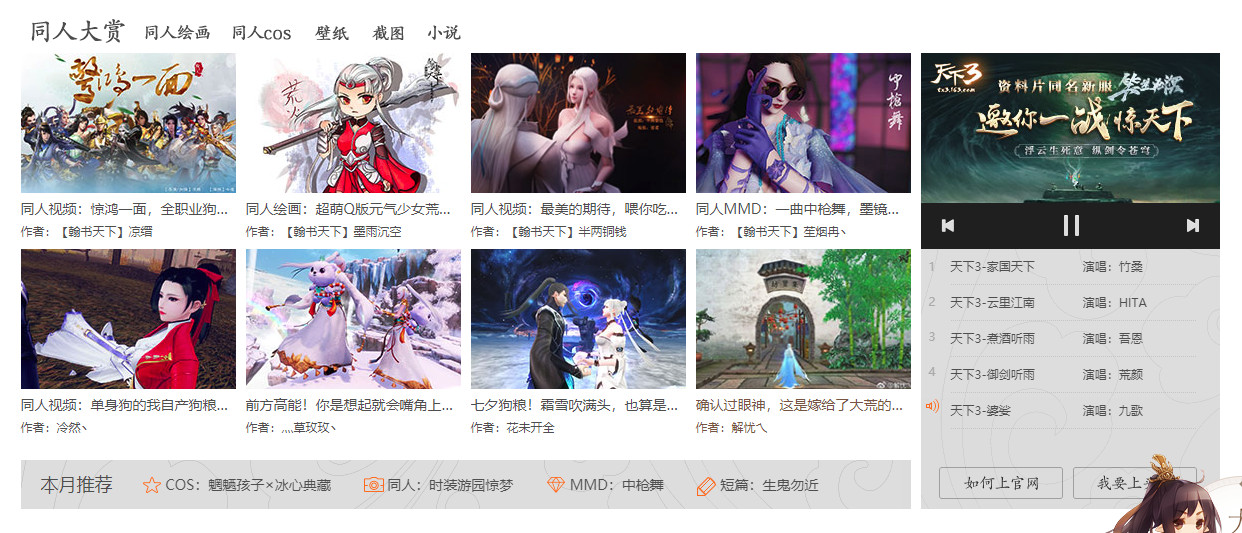 同人大赏 同人绘画 同人cos 壁纸 截图 小说
惊鸿一面
荒火
中枪舞
天下3
tx3.163.com
资料片同名新服
邀你一战惊天下
浮云生死意 纵剑令苍穹
同人视频：惊鸿一面，全职业狗...
作者：【翰书天下】凉缙
同人绘画：超萌Q版元气少女荒...
作者：【翰书天下】墨雨沉空
同人视频：最美的期待，喂你吃...
作者：【翰书天下】半两铜钱
同人MMD：一曲中枪舞，墨镜...
作者：【翰书天下】茔烟冉丶
同人视频：单身狗的我自产狗粮...
作者：冷然丶
前方高能！你是想起就会嘴角上...
作者：灬草玫玫丶
七夕狗粮！霜雪吹满头，也算是...
作者：花未开全
确认过眼神，这是嫁给了大荒的...
作者：解忧乀
1 天下3-家国天下 演唱：竹桑
2 天下3-云里江南 演唱：HITA
3 天下3-煮酒听雨 演唱：吾恩
4 天下3-御剑听雨 演唱：荒颜
天下3-婆娑 演唱：九歌
本月推荐
COS：魍魉孩子×冰心典藏
同人：时装游园惊梦
MMD：中枪舞
短篇：生鬼勿近
如何上官网
我要上